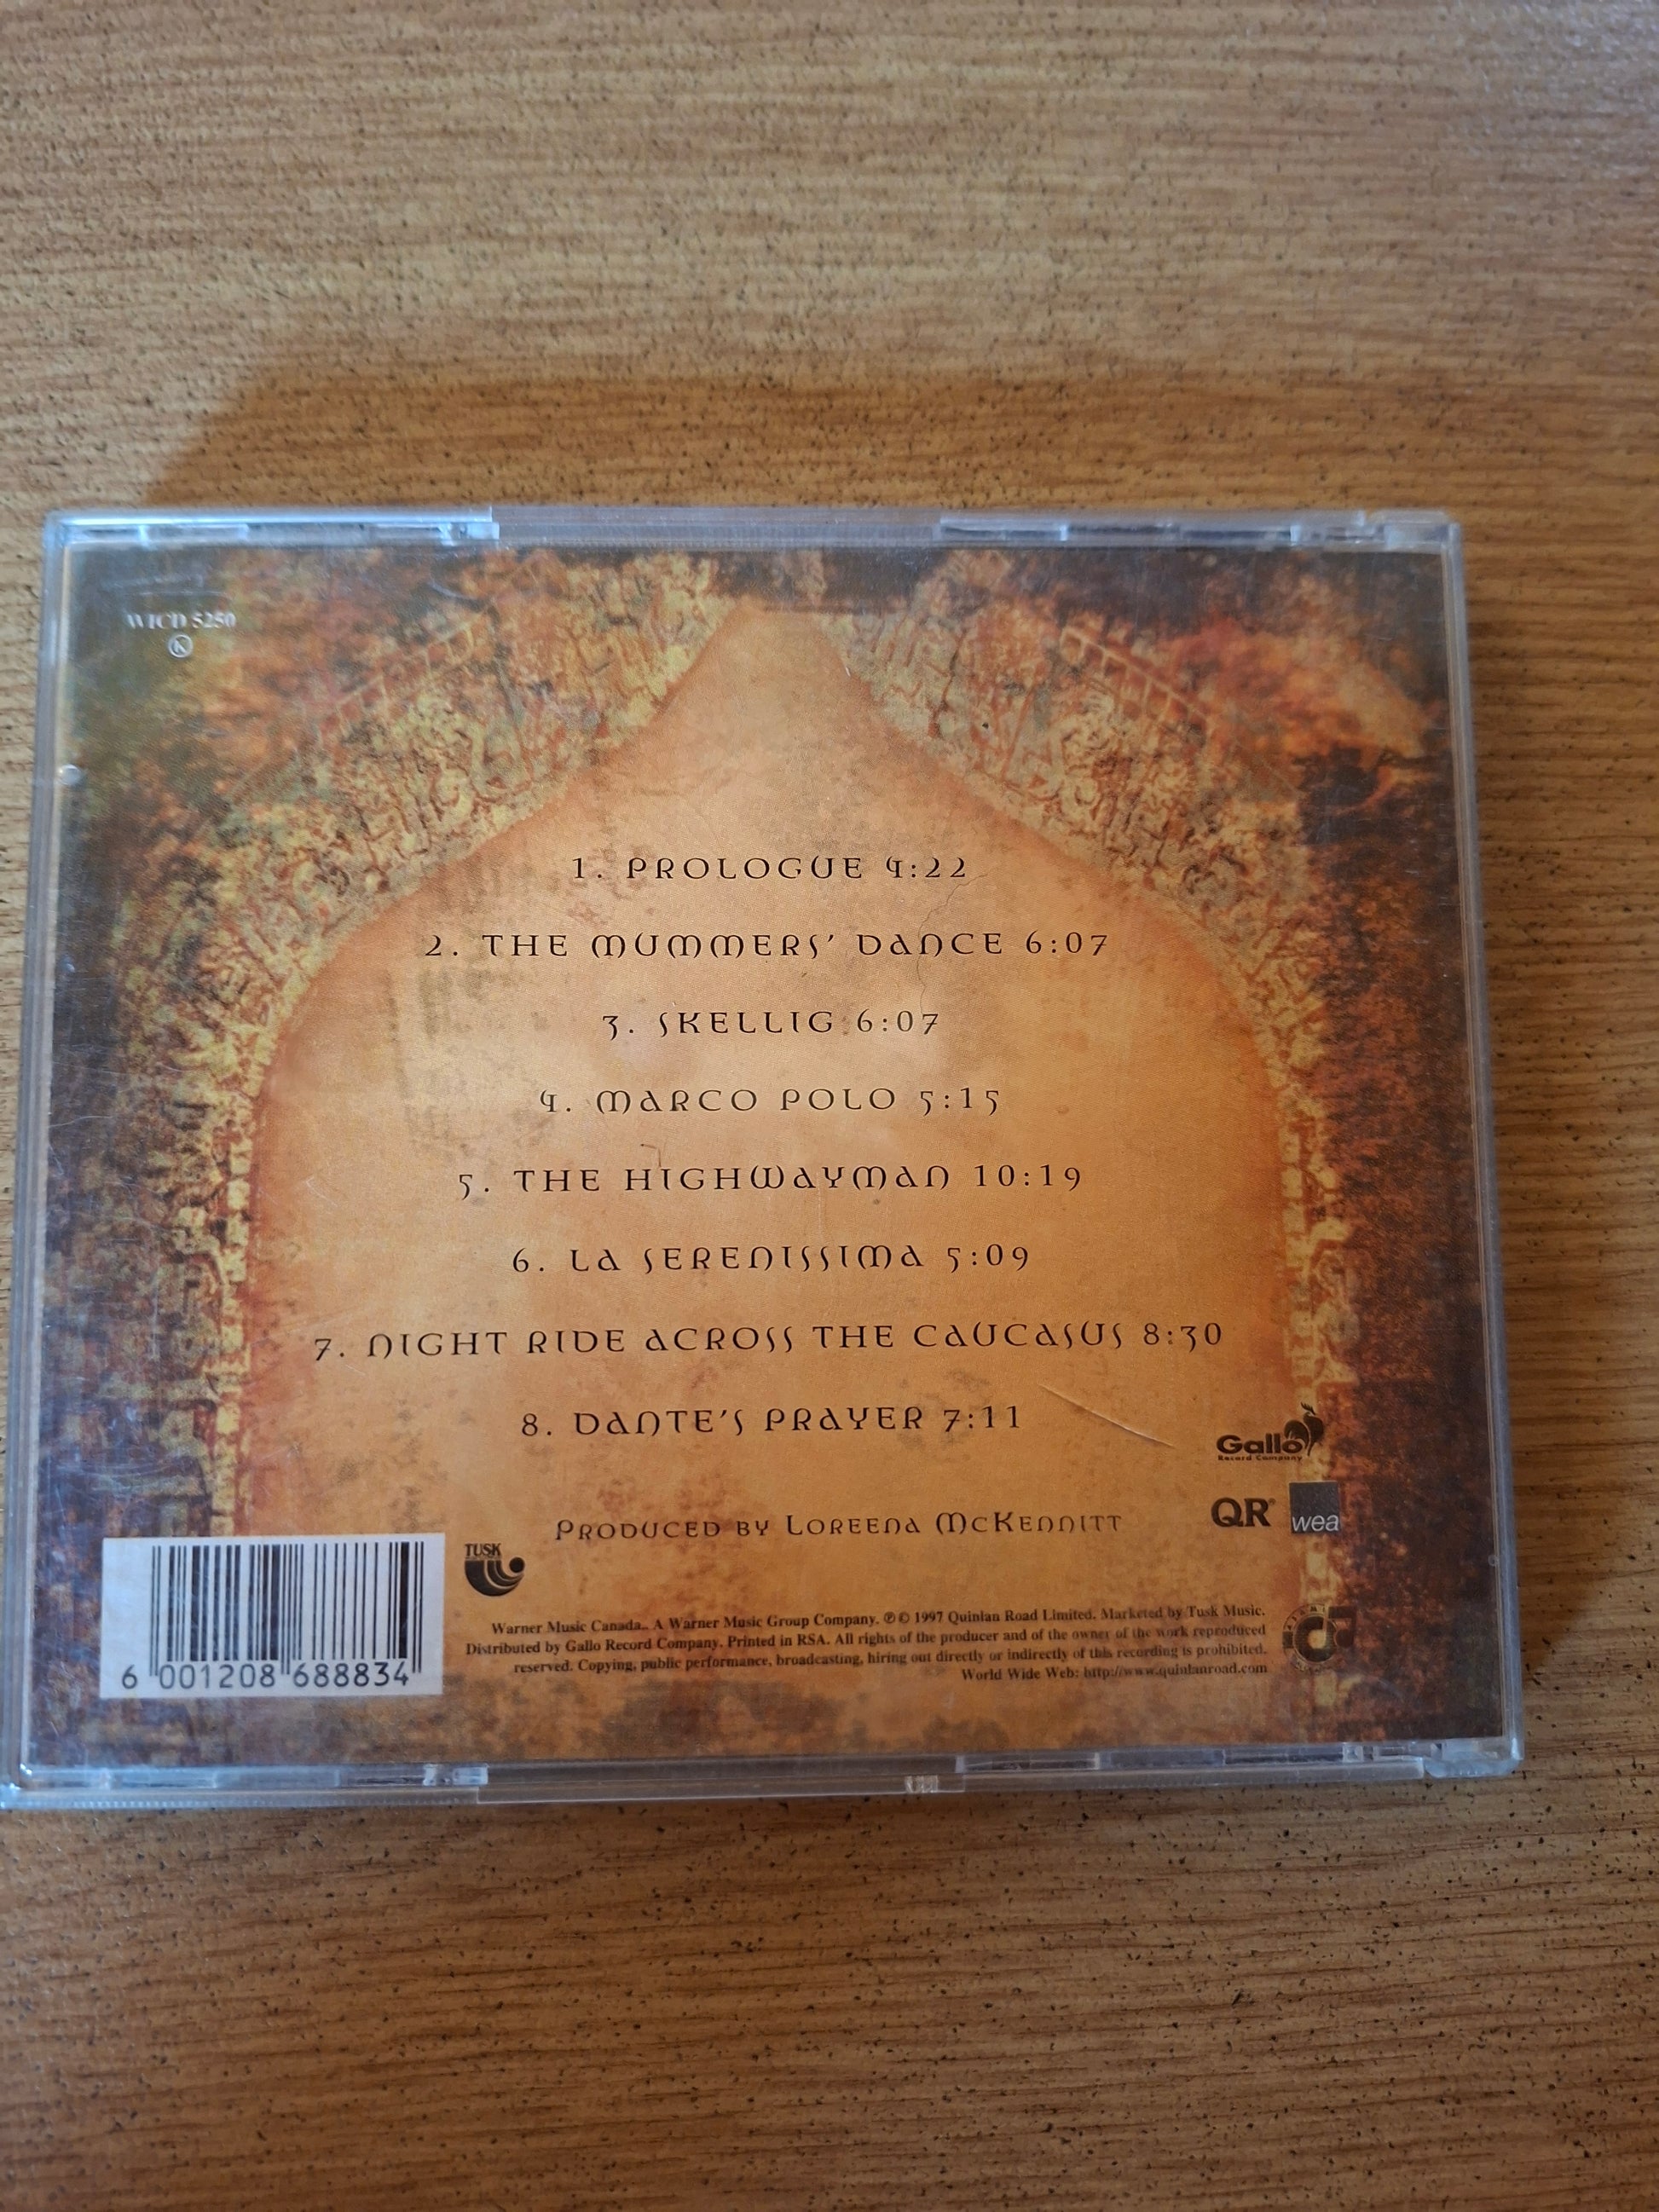 WICD 5250
K
1. PROLOGUE 4:22
2. THE MUMMERS' DANCE 6:07
3. SKELLIG 6:07
4. MARCO POLO 5:15
5. THE HIGHWAYMAN 10:19
6. LA SERENISSIMA 5:09
7. NIGHT RIDE ACROSS THE CAUCASUS 8:30
8. DANTE'S PRAYER 7:11
Gallo
Record Company
QR
wea
PRODUCED BY LOREENA MCKENNITT
TUSK
Warner Music Canada.. A Warner Music Group Company. ℗© 1997 Quinlan Road Limited. Marketed by Tusk Music.
Distributed by Gallo Record Company. Printed in RSA. All rights of the producer and of the owner of the work reproduced
reserved. Copying, public performance, broadcasting, hiring out directly or indirectly of this recording is prohibited.
World Wide Web: http://www.quinlanroad.com
6 001208 688834